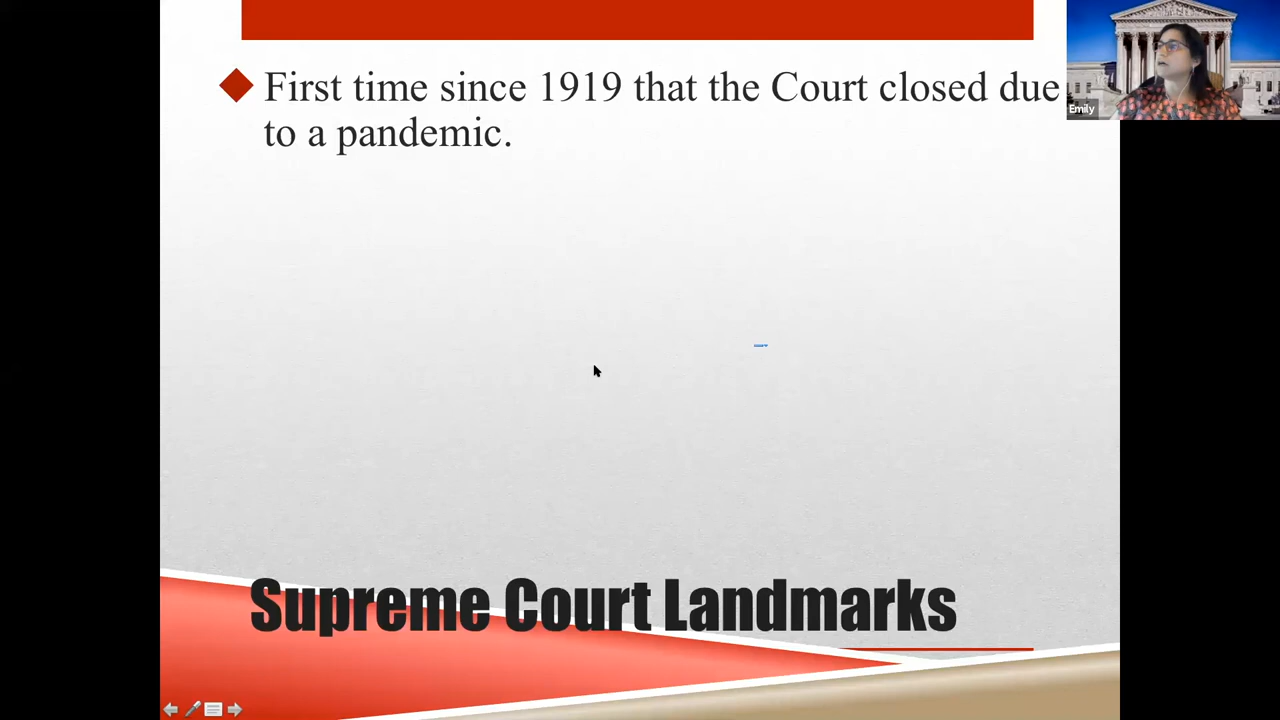 First time since 1919 that the Court closed due
to a pandemic.
Emily
Supreme Court Landmarks